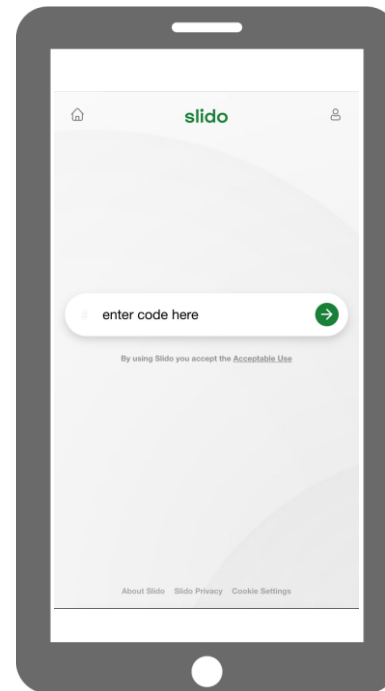 slido
# enter code here
By using Slido you accept the Acceptable Use
About Slido Slido Privacy Cookie Settings